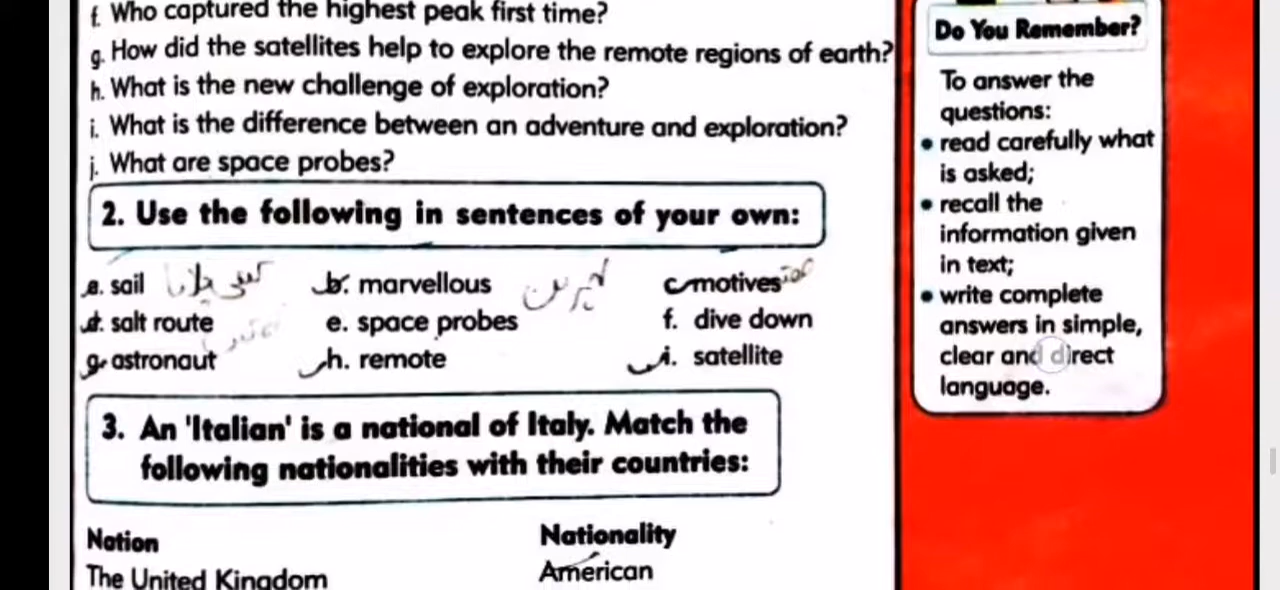 f. Who captured the highest peak first time?
g. How did the satellites help to explore the remote regions of earth?
h. What is the new challenge of exploration?
i. What is the difference between an adventure and exploration?
j. What are space probes?
2. Use the following in sentences of your own:
a. sail b. marvellous c. motives
d. salt route e. space probes f. dive down
g. astronaut h. remote i. satellite
3. An 'Italian' is a national of Italy. Match the
following nationalities with their countries:
Nation Nationality
The United Kingdom American
Do You Remember?
To answer the
questions:
• read carefully what
is asked;
• recall the
information given
in text;
• write complete
answers in simple,
clear and direct
language.